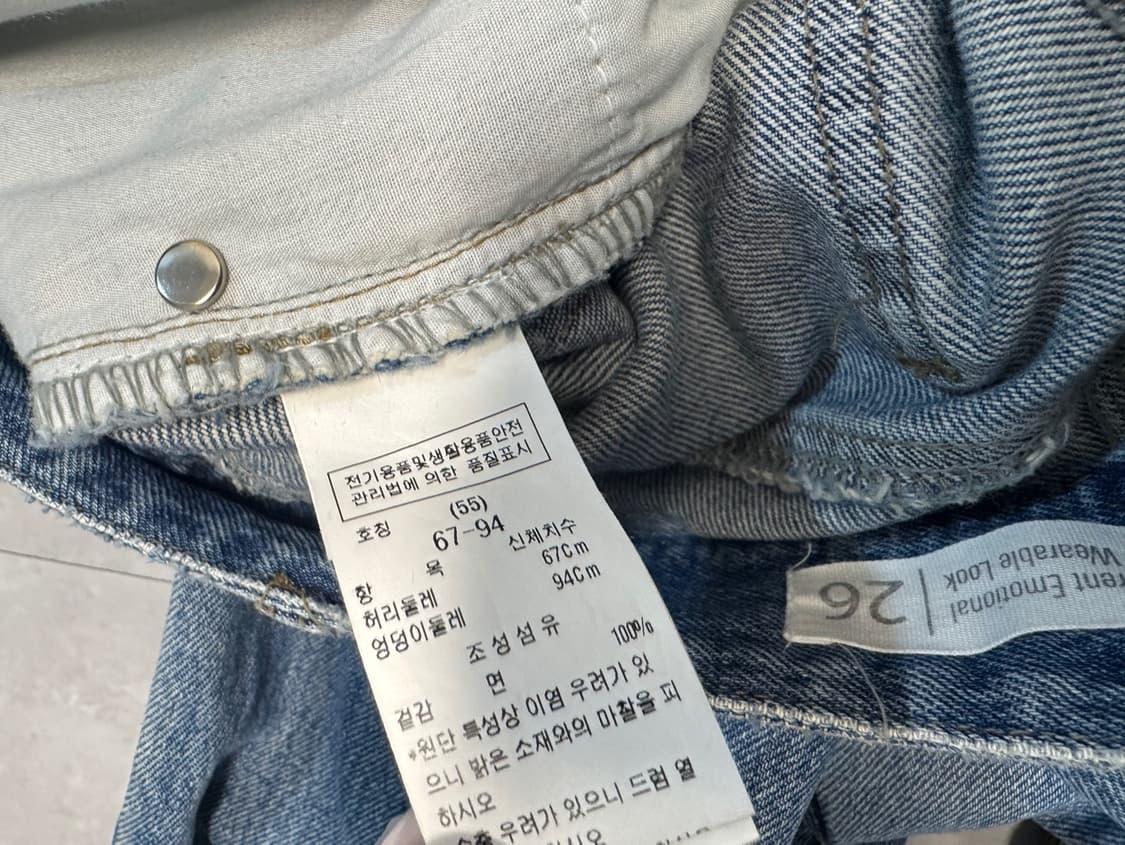 전기용품및생활용품안전
관리법에 의한 품질표시
호칭 (55)
67-94
항 목 신체치수
허리둘레 67Cm
엉덩이둘레 94Cm
조성섬유
겉감 면 100%
*원단 특성상 이염 우려가 있
으니 밝은 소재와의 마찰을 피
하시오
수축 우려가 있으니 드럼 열
26
rent Emotional
Wearable Look